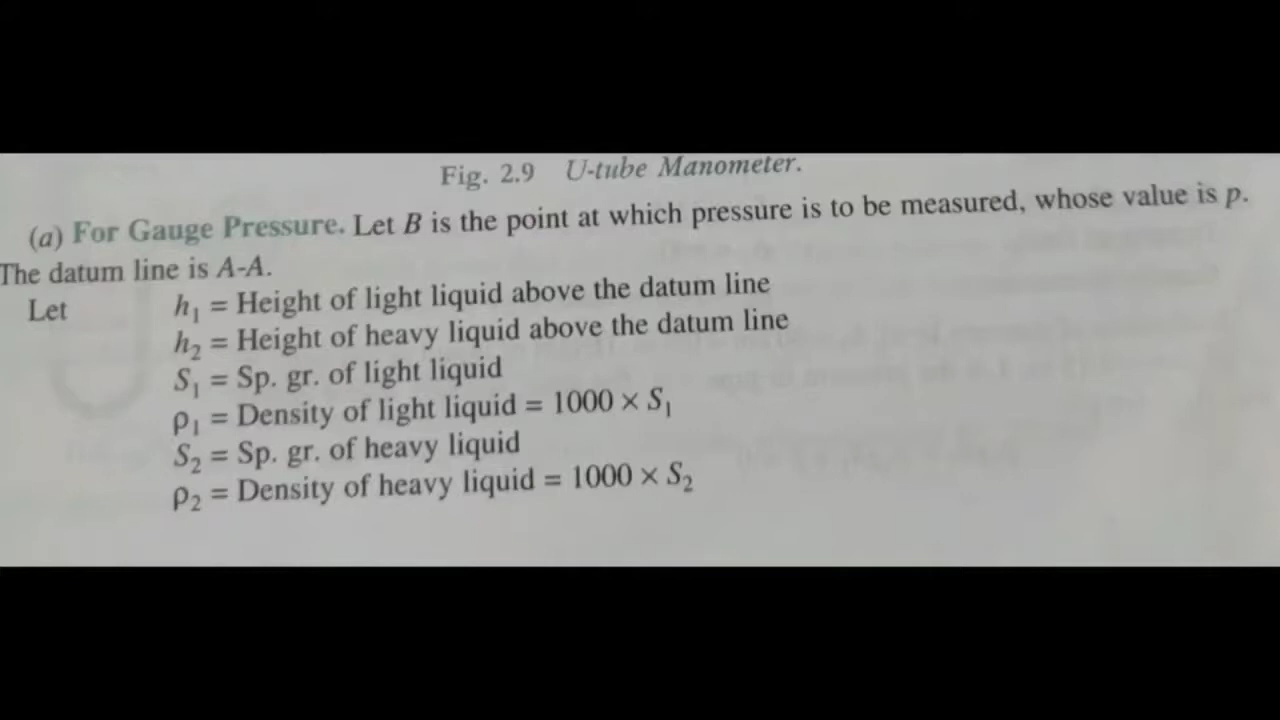 Fig. 2.9 U-tube Manometer.
(a) For Gauge Pressure. Let B is the point at which pressure is to be measured, whose value is p.
The datum line is A-A.
Let h₁ = Height of light liquid above the datum line
h₂ = Height of heavy liquid above the datum line
S₁ = Sp. gr. of light liquid
ρ₁ = Density of light liquid = 1000 × S₁
S₂ = Sp. gr. of heavy liquid
ρ₂ = Density of heavy liquid = 1000 × S₂